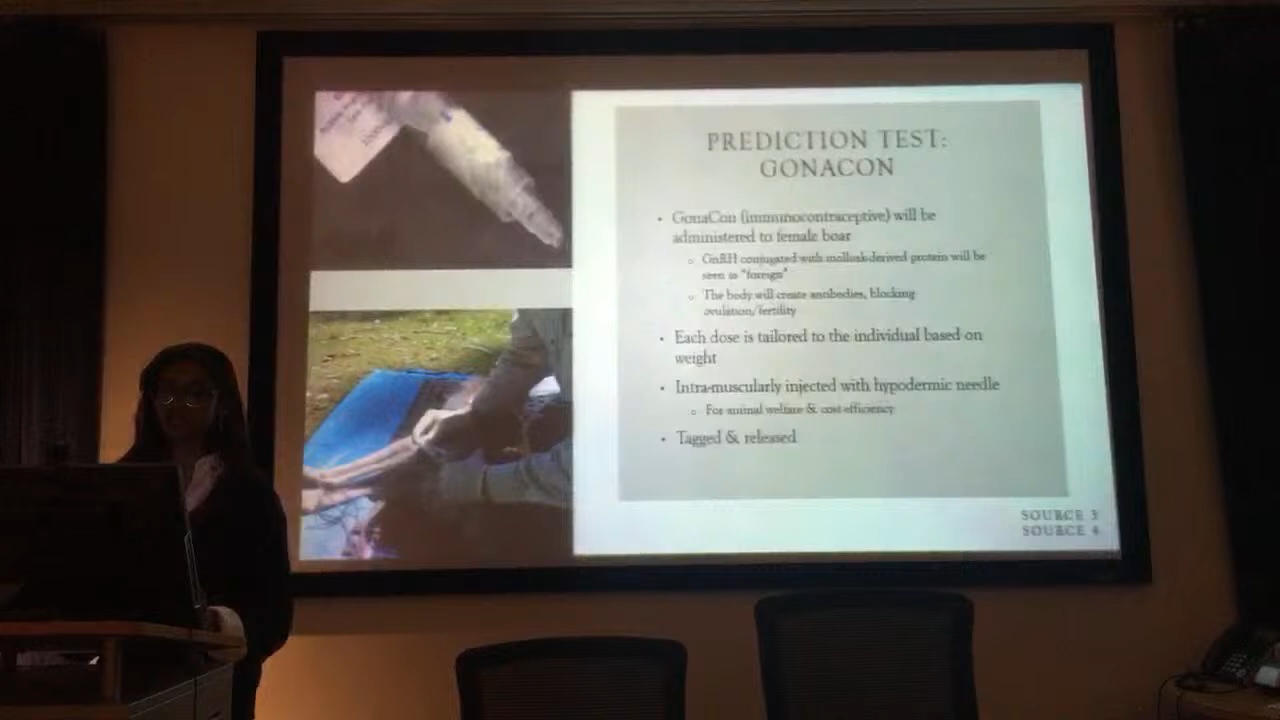 PREDICTION TEST:
GONACON
• GonaCon (immunocontraceptive) will be
administered to female boar
○ GnRH conjugated with mollusk-derived protein will be
seen as "foreign"
○ The body will create antibodies, blocking
ovulation/fertility
• Each dose is tailored to the individual based on
weight
• Intra-muscularly injected with hypodermic needle
○ For animal welfare & cost-efficiency
• Tagged & released
SOURCE 3
SOURCE 4